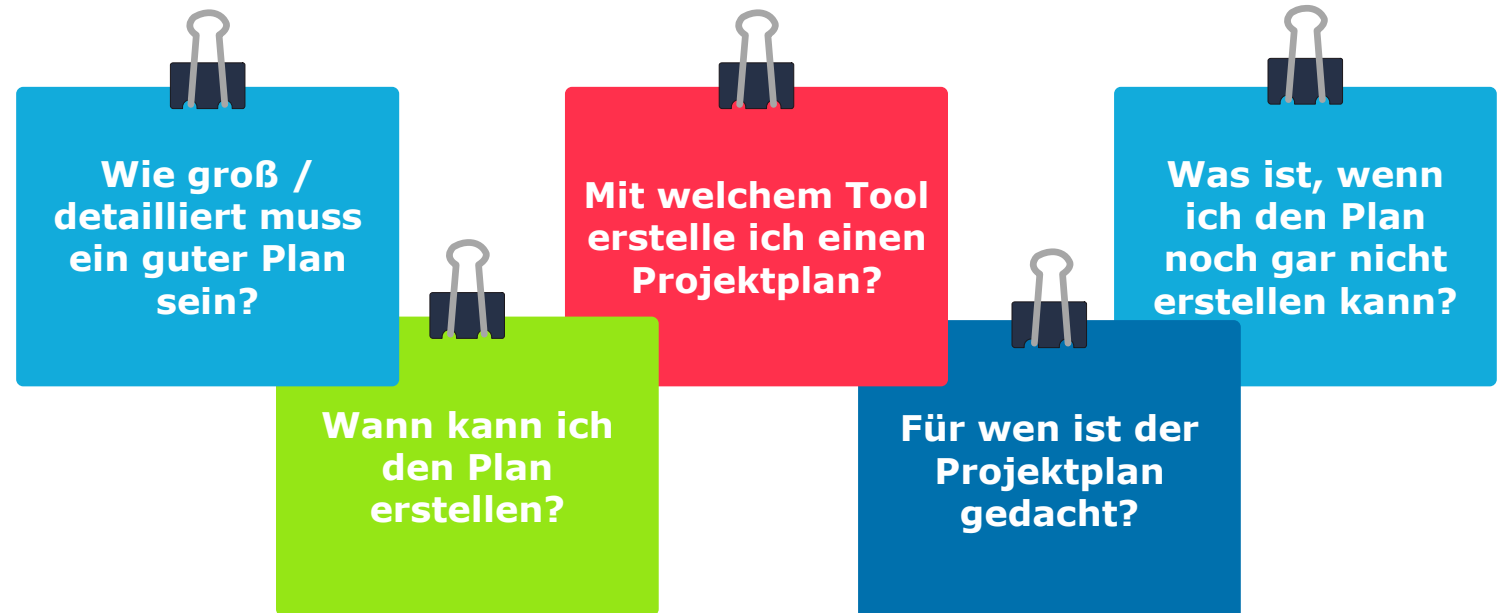 Wie groß /
detailliert muss
ein guter Plan
sein?
Wann kann ich
den Plan
erstellen?
Mit welchem Tool
erstelle ich einen
Projektplan?
Für wen ist der
Projektplan
gedacht?
Was ist, wenn
ich den Plan
noch gar nicht
erstellen kann?